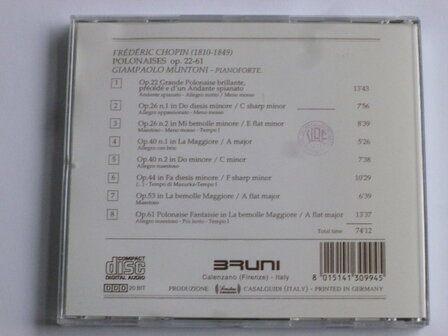 FRÉDÉRIC CHOPIN (1810-1849)
POLONAISES op. 22-61
GIAMPAOLO MUNTONI - PIANOFORTE
1 Op.22 Grande Polonaise brillante,
précédé e d'un Andante spianato
Andante spianato - Allegro molto / Meno mosso 13'43
2 Op.26 n.1 in Do diesis minore / C sharp minor
Allegro appassionato - Meno mosso 7'56
3 Op.26 n.2 in Mi bemolle minore / E flat minor
Maestoso - Meno mosso - Tempo I 8'39
4 Op.40 n.1 in La Maggiore / A major
Allegro con brio 5'26
5 Op.40 n.2 in Do minore / C minor
Allegro maestoso 7'38
6 Op.44 in Fa diesis minore / F sharp minor
(...) - Tempo di Mazurka-Tempo I 10'29
7 Op.53 in La bemolle Maggiore / A flat major
Maestoso 6'39
8 Op.61 Polonaise Fantaisie in La bemolle Maggiore / A flat major
Allegro maestoso - Più lento - Tempo I 13'37
Total time 74'12
COMPACT
disc
DIGITAL AUDIO
DDD 20 BIT
BRUNI
Calenzano (Firenze) - Italy
8 015141 309945
PRODUZIONE CASALGUIDI (ITALY) - PRINTED IN GERMANY